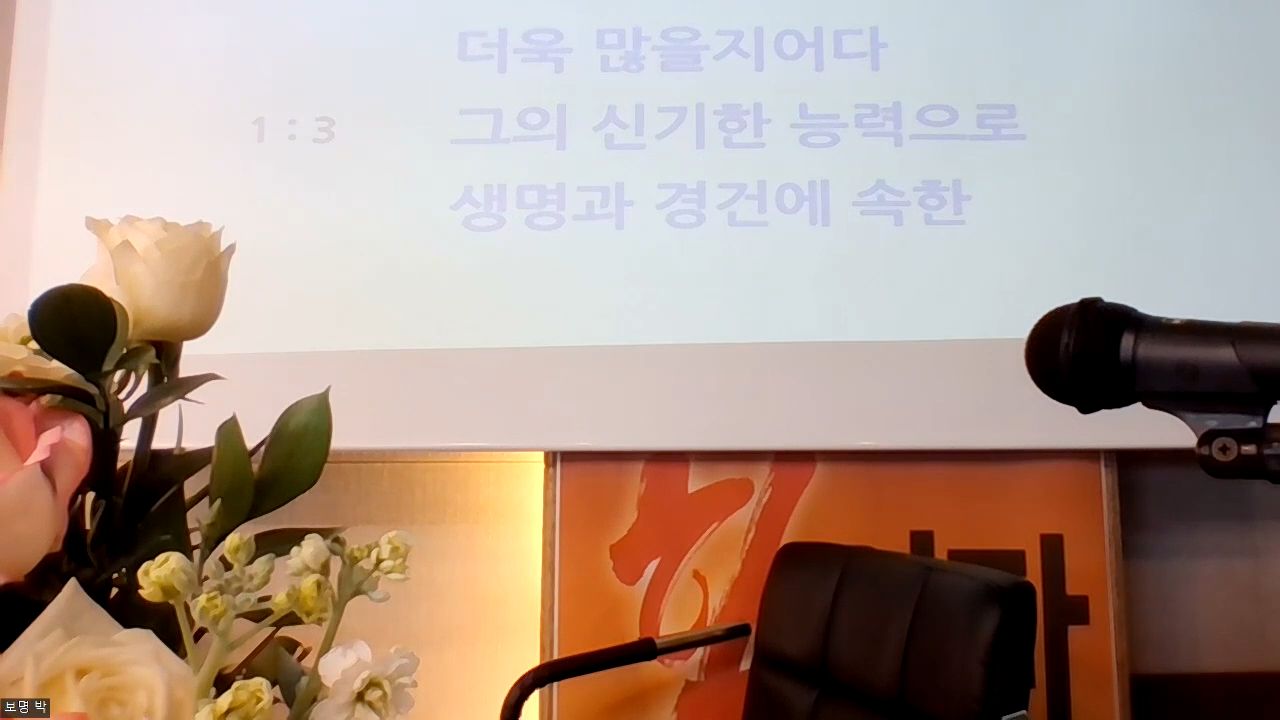 더욱 많을지어다
1:3 그의 신기한 능력으로
생명과 경건에 속한
보명 박